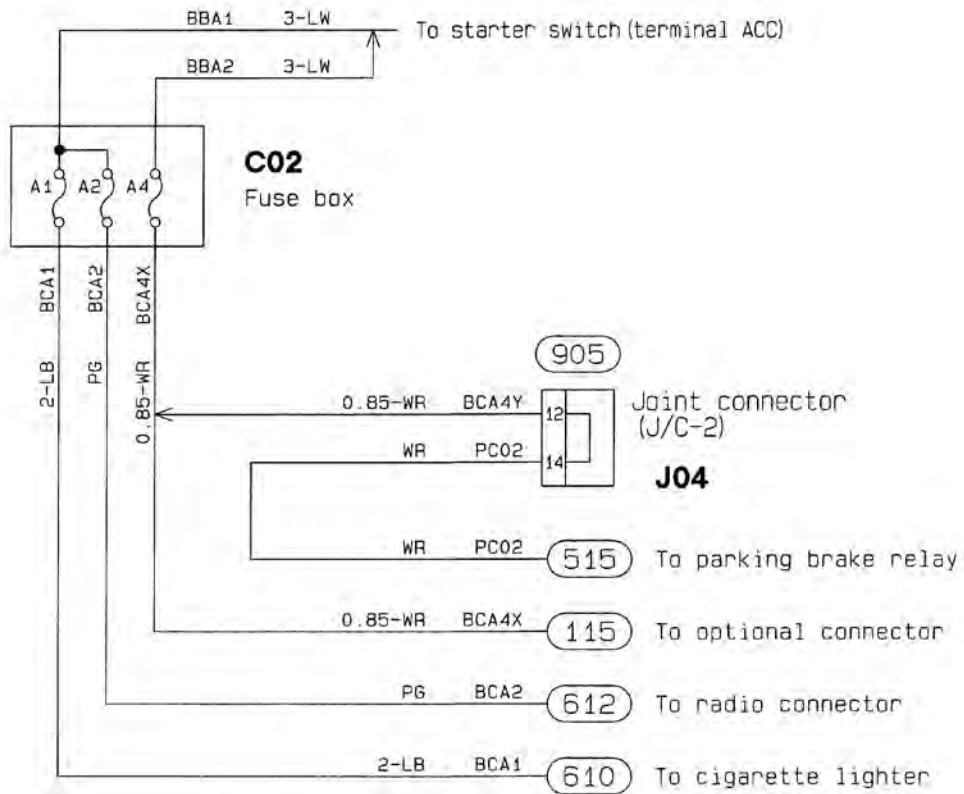 BBA1 3-LW To starter switch (terminal ACC)
BBA2 3-LW
C02
Fuse box
A1 A2 A4
2-LB BCA1
PG BCA2
0.85-WR BCA4X
905
0.85-WR BCA4Y 12 Joint connector
(J/C-2)
WR PC02 14
J04
WR PC02 515 To parking brake relay
0.85-WR BCA4X 115 To optional connector
PG BCA2 612 To radio connector
2-LB BCA1 610 To cigarette lighter